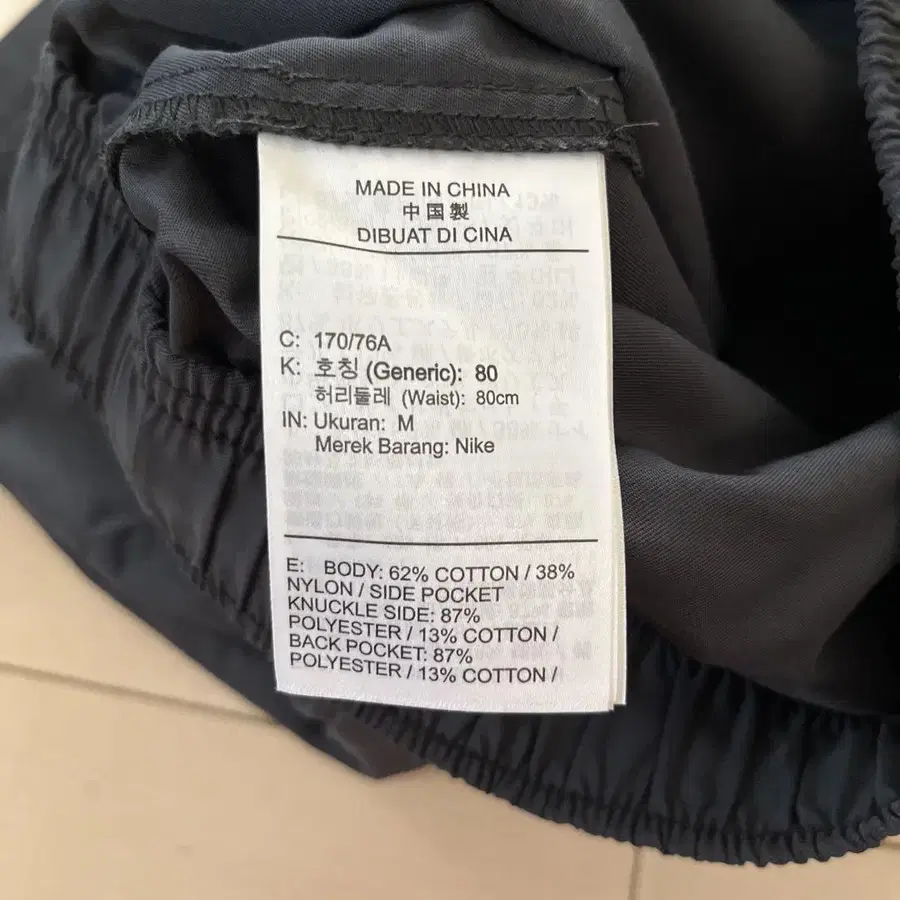 MADE IN CHINA
中国製
DIBUAT DI CINA
C: 170/76A
K: 호칭 (Generic): 80
허리둘레 (Waist): 80cm
IN: Ukuran: M
Merek Barang: Nike
E: BODY: 62% COTTON / 38%
NYLON / SIDE POCKET
KNUCKLE SIDE: 87%
POLYESTER / 13% COTTON /
BACK POCKET: 87%
POLYESTER / 13% COTTON /